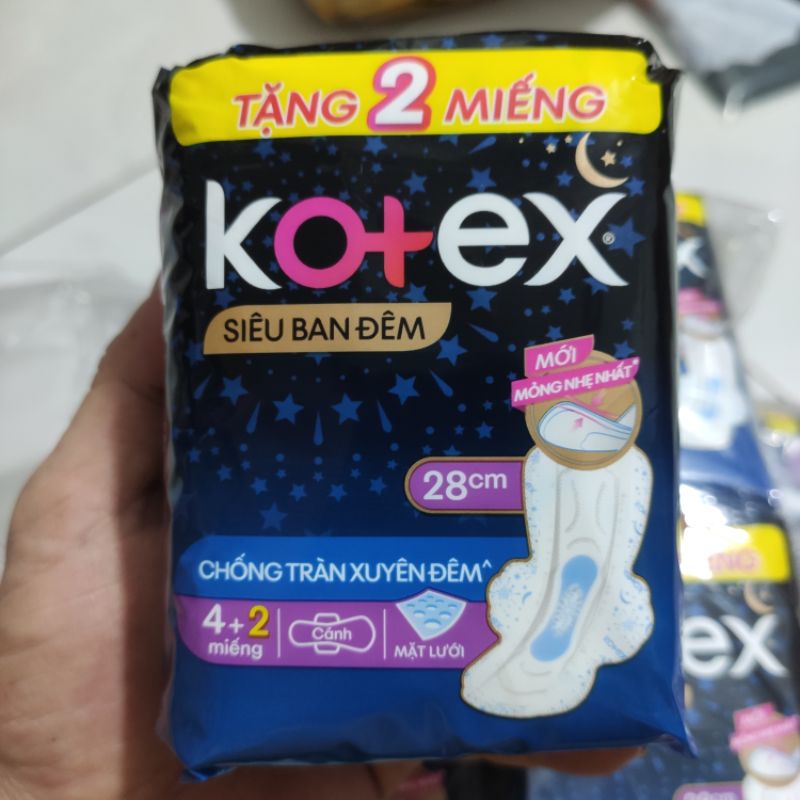 TẶNG 2 MIẾNG
kotex®
SIÊU BAN ĐÊM
MỚI
MỎNG NHẸ NHẤT*
28cm
CHỐNG TRÀN XUYÊN ĐÊM^
4+2
miếng
Cánh
MẶT LƯỚI
ex